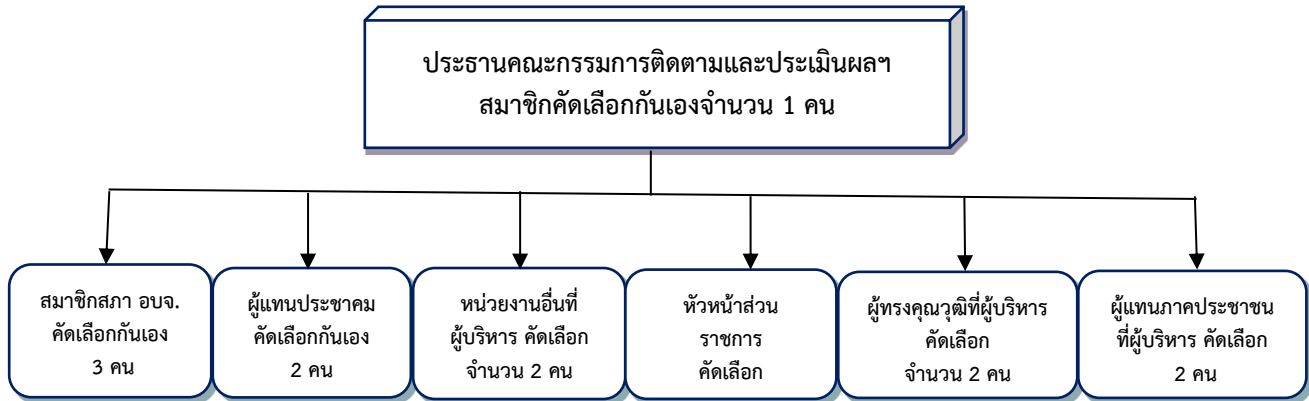 ประธานคณะกรรมการติดตามและประเมินผลฯ
สมาชิกคัดเลือกกันเองจำนวน 1 คน
สมาชิกสภา อบจ.
คัดเลือกกันเอง
3 คน
ผู้แทนประชาคม
คัดเลือกกันเอง
2 คน
หน่วยงานอื่นที่
ผู้บริหาร คัดเลือก
จำนวน 2 คน
หัวหน้าส่วน
ราชการ
คัดเลือก
ผู้ทรงคุณวุฒิที่ผู้บริหาร
คัดเลือก
จำนวน 2 คน
ผู้แทนภาคประชาชน
ที่ผู้บริหาร คัดเลือก
2 คน